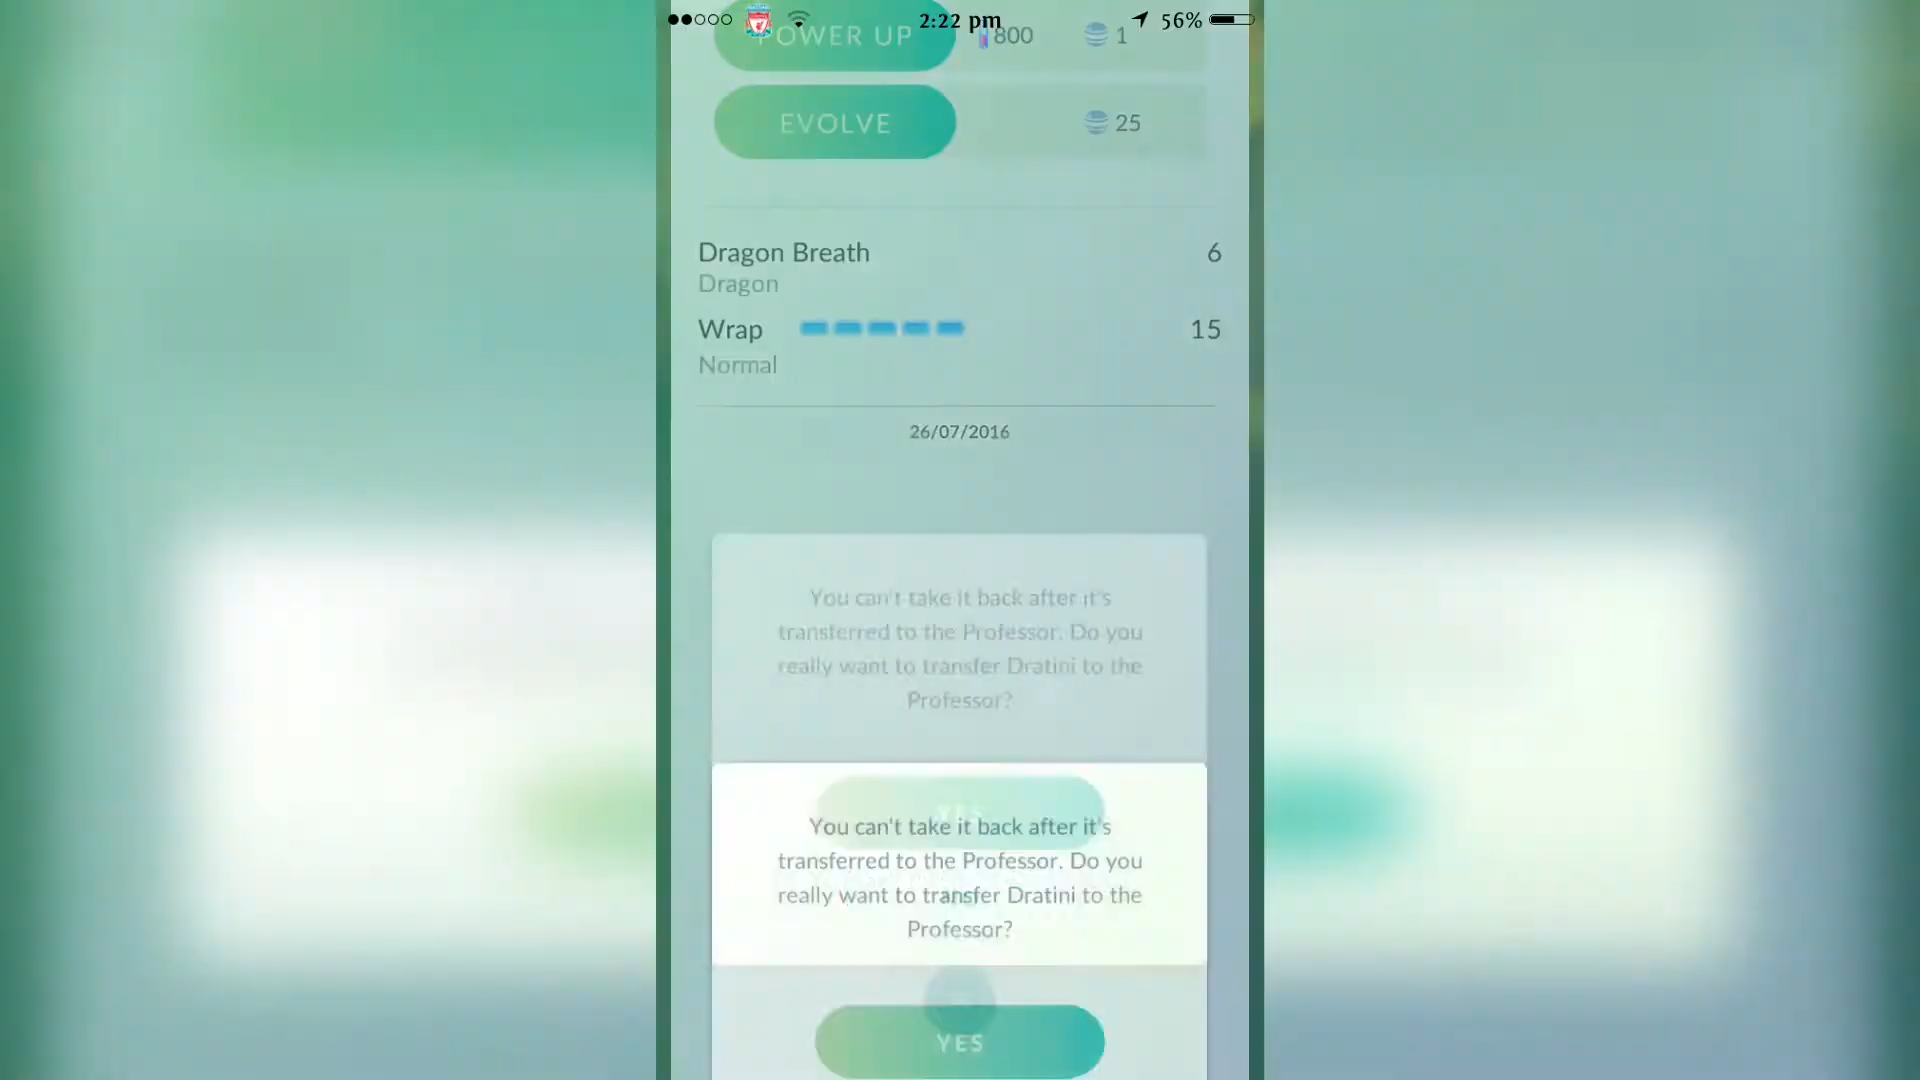 2:22 pm 56%
POWER UP 800 1
EVOLVE 25
Dragon Breath 6
Dragon
Wrap 15
Normal
26/07/2016
You can't take it back after it's
transferred to the Professor. Do you
really want to transfer Dratini to the
Professor?
YES
You can't take it back after it's
transferred to the Professor. Do you
really want to transfer Dratini to the
Professor?
YES